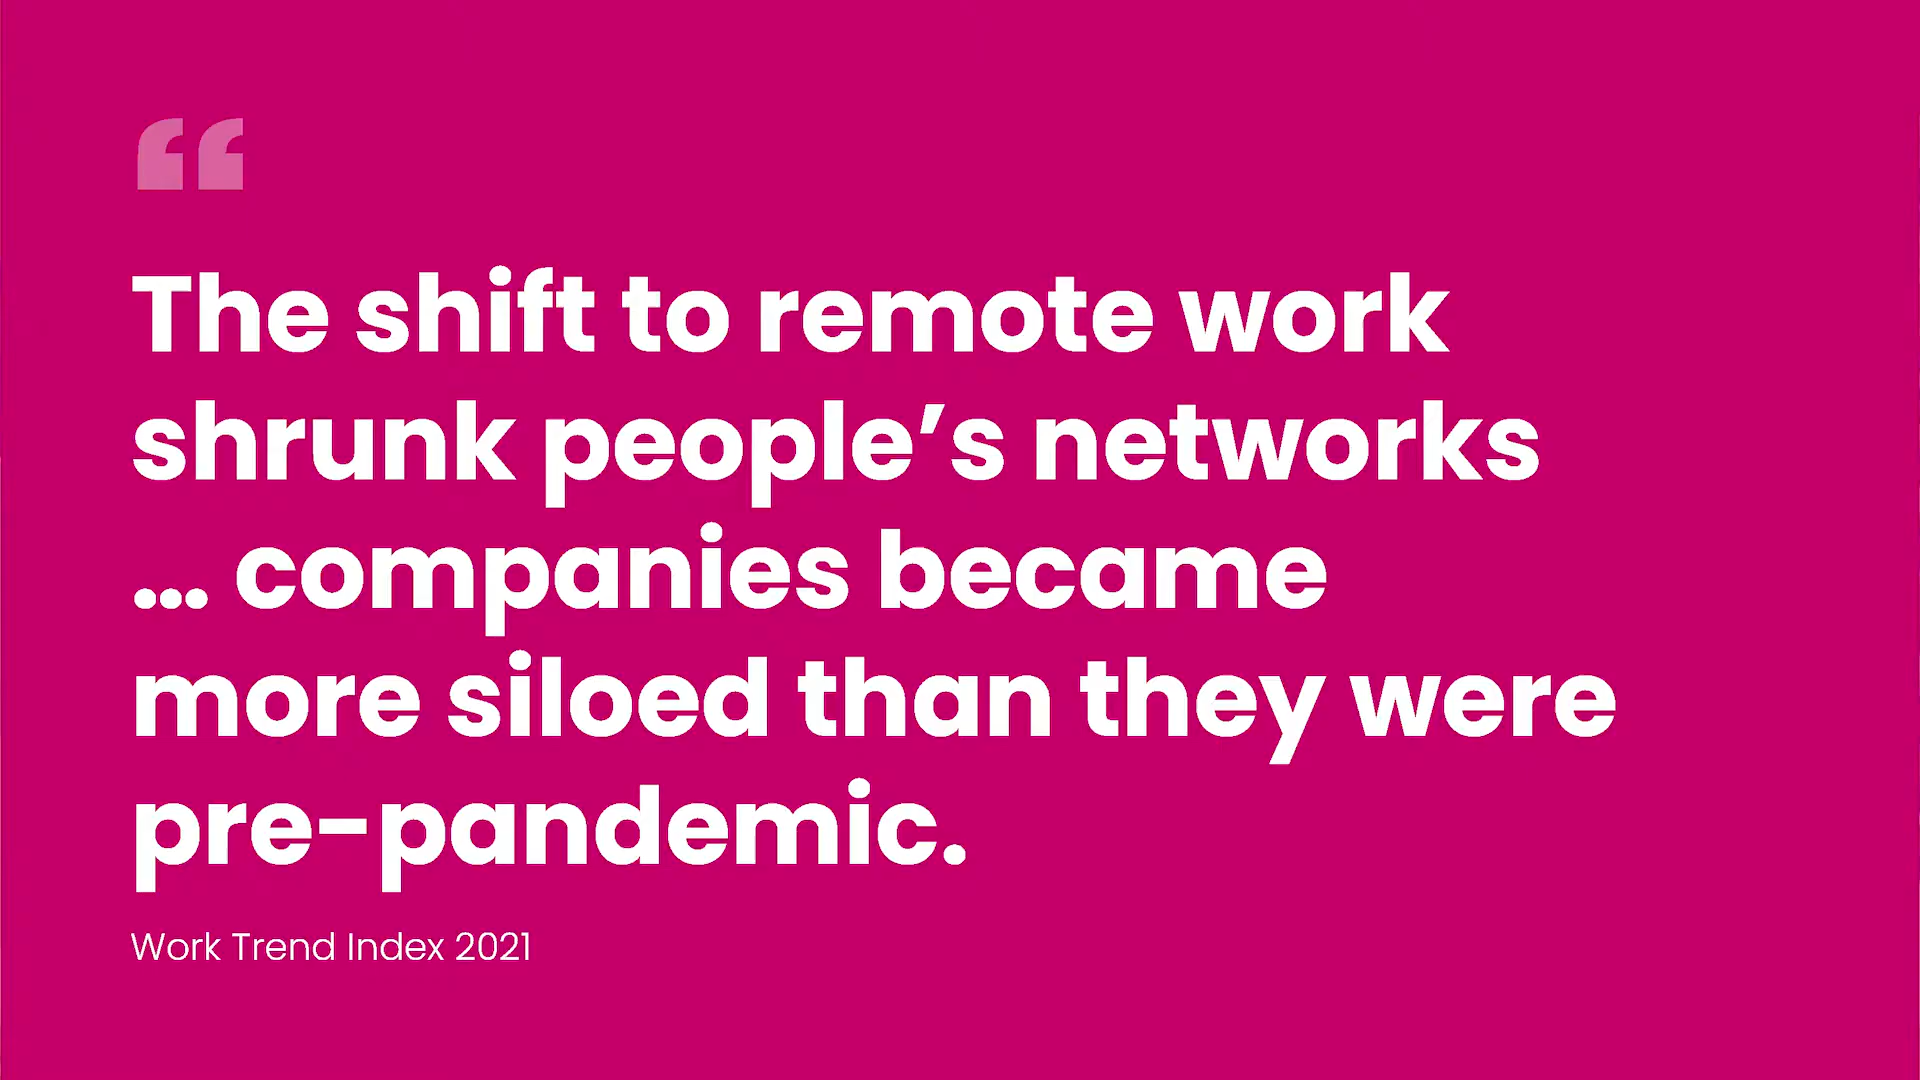 “
The shift to remote work
shrunk people’s networks
… companies became
more siloed than they were
pre-pandemic.
Work Trend Index 2021